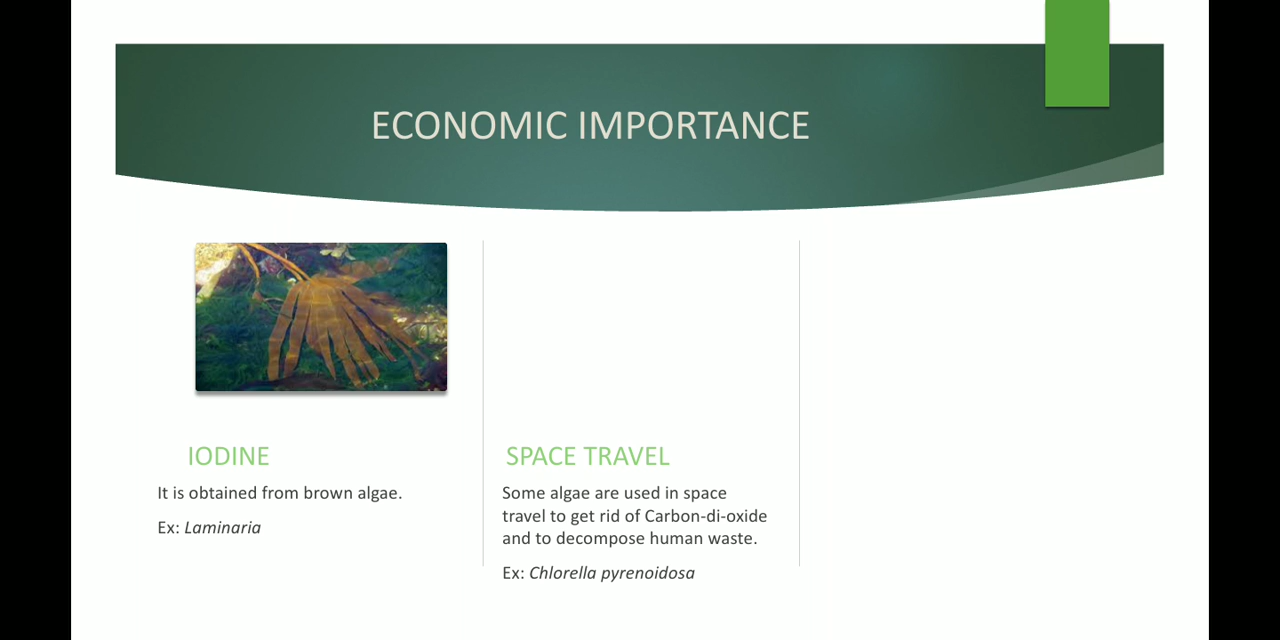 ECONOMIC IMPORTANCE
IODINE
It is obtained from brown algae.
Ex: Laminaria
SPACE TRAVEL
Some algae are used in space
travel to get rid of Carbon-di-oxide
and to decompose human waste.
Ex: Chlorella pyrenoidosa